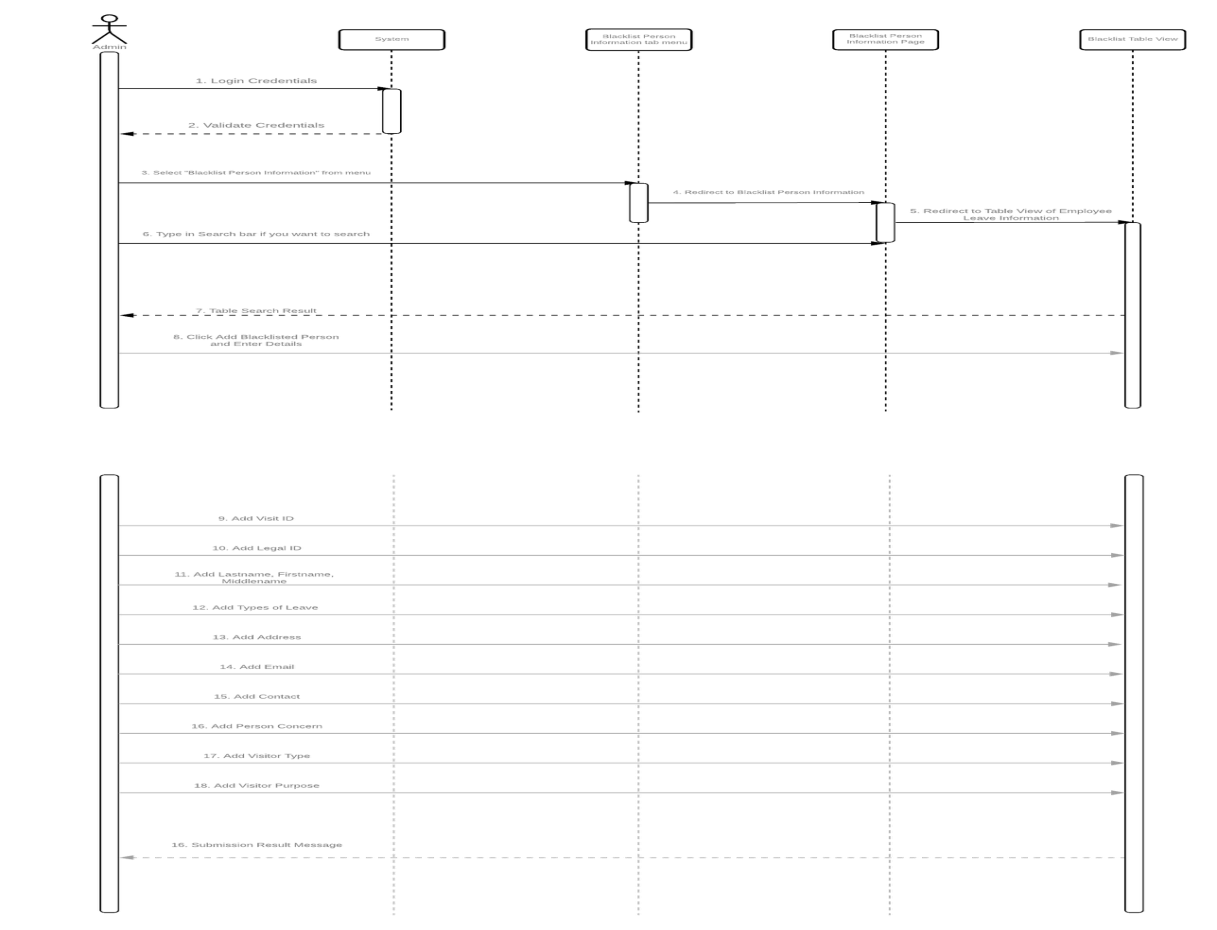 Admin
System
Blacklist Person
Information tab menu
Blacklist Person
Information Page
Blacklist Table View
1. Login Credentials
2. Validate Credentials
3. Select "Blacklist Person Information" from menu
4. Redirect to Blacklist Person Information
5. Redirect to Table View of Employee
Leave Information
6. Type in Search bar if you want to search
7. Table Search Result
8. Click Add Blacklisted Person
and Enter Details
9. Add Visit ID
10. Add Legal ID
11. Add Lastname, Firstname,
Middlename
12. Add Types of Leave
13. Add Address
14. Add Email
15. Add Contact
16. Add Person Concern
17. Add Visitor Type
18. Add Visitor Purpose
16. Submission Result Message